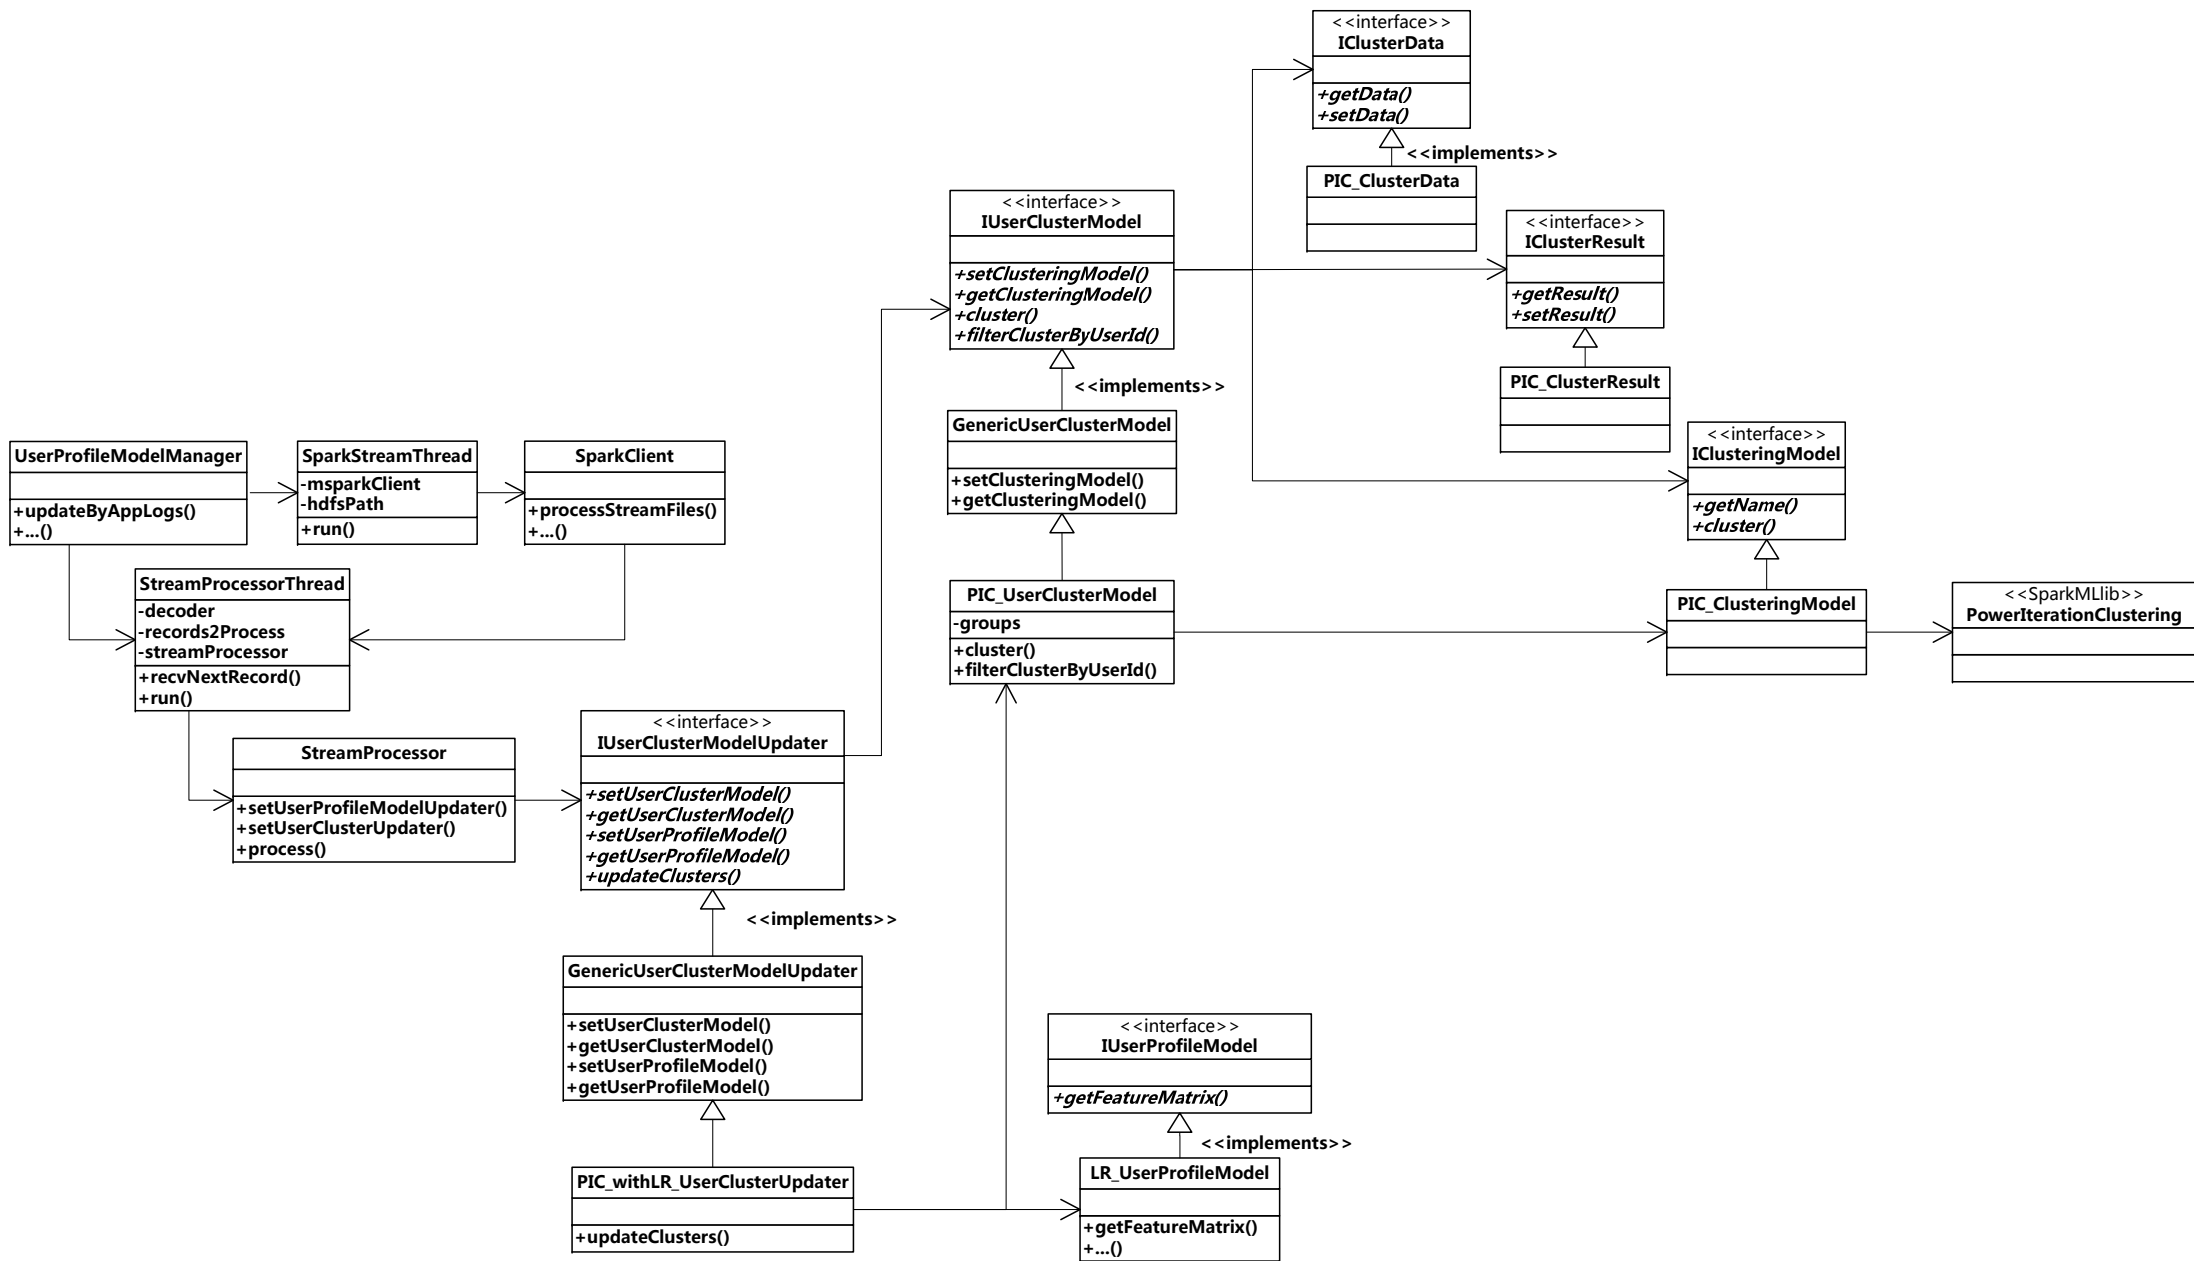 <<interface>>
IClusterData
+getData()
+setData()
<<implements>>
PIC_ClusterData
<<interface>>
IUserClusterModel
+setClusteringModel()
+getClusteringModel()
+cluster()
+filterClusterByUserId()
<<implements>>
<<interface>>
IClusterResult
+getResult()
+setResult()
PIC_ClusterResult
GenericUserClusterModel
+setClusteringModel()
+getClusteringModel()
<<interface>>
IClusteringModel
+getName()
+cluster()
UserProfileModelManager
+updateByAppLogs()
+...()
SparkStreamThread
-msparkClient
-hdfsPath
+run()
SparkClient
+processStreamFiles()
+...()
StreamProcessorThread
-decoder
-records2Process
-streamProcessor
+recvNextRecord()
+run()
PIC_UserClusterModel
-groups
+cluster()
+filterClusterByUserId()
PIC_ClusteringModel
<<SparkMLlib>>
PowerIterationClustering
StreamProcessor
+setUserProfileModelUpdater()
+setUserClusterUpdater()
+process()
<<interface>>
IUserClusterModelUpdater
+setUserClusterModel()
+getUserClusterModel()
+setUserProfileModel()
+getUserProfileModel()
+updateClusters()
<<implements>>
GenericUserClusterModelUpdater
+setUserClusterModel()
+getUserClusterModel()
+setUserProfileModel()
+getUserProfileModel()
<<interface>>
IUserProfileModel
+getFeatureMatrix()
<<implements>>
PIC_withLR_UserClusterUpdater
+updateClusters()
LR_UserProfileModel
+getFeatureMatrix()
+...()